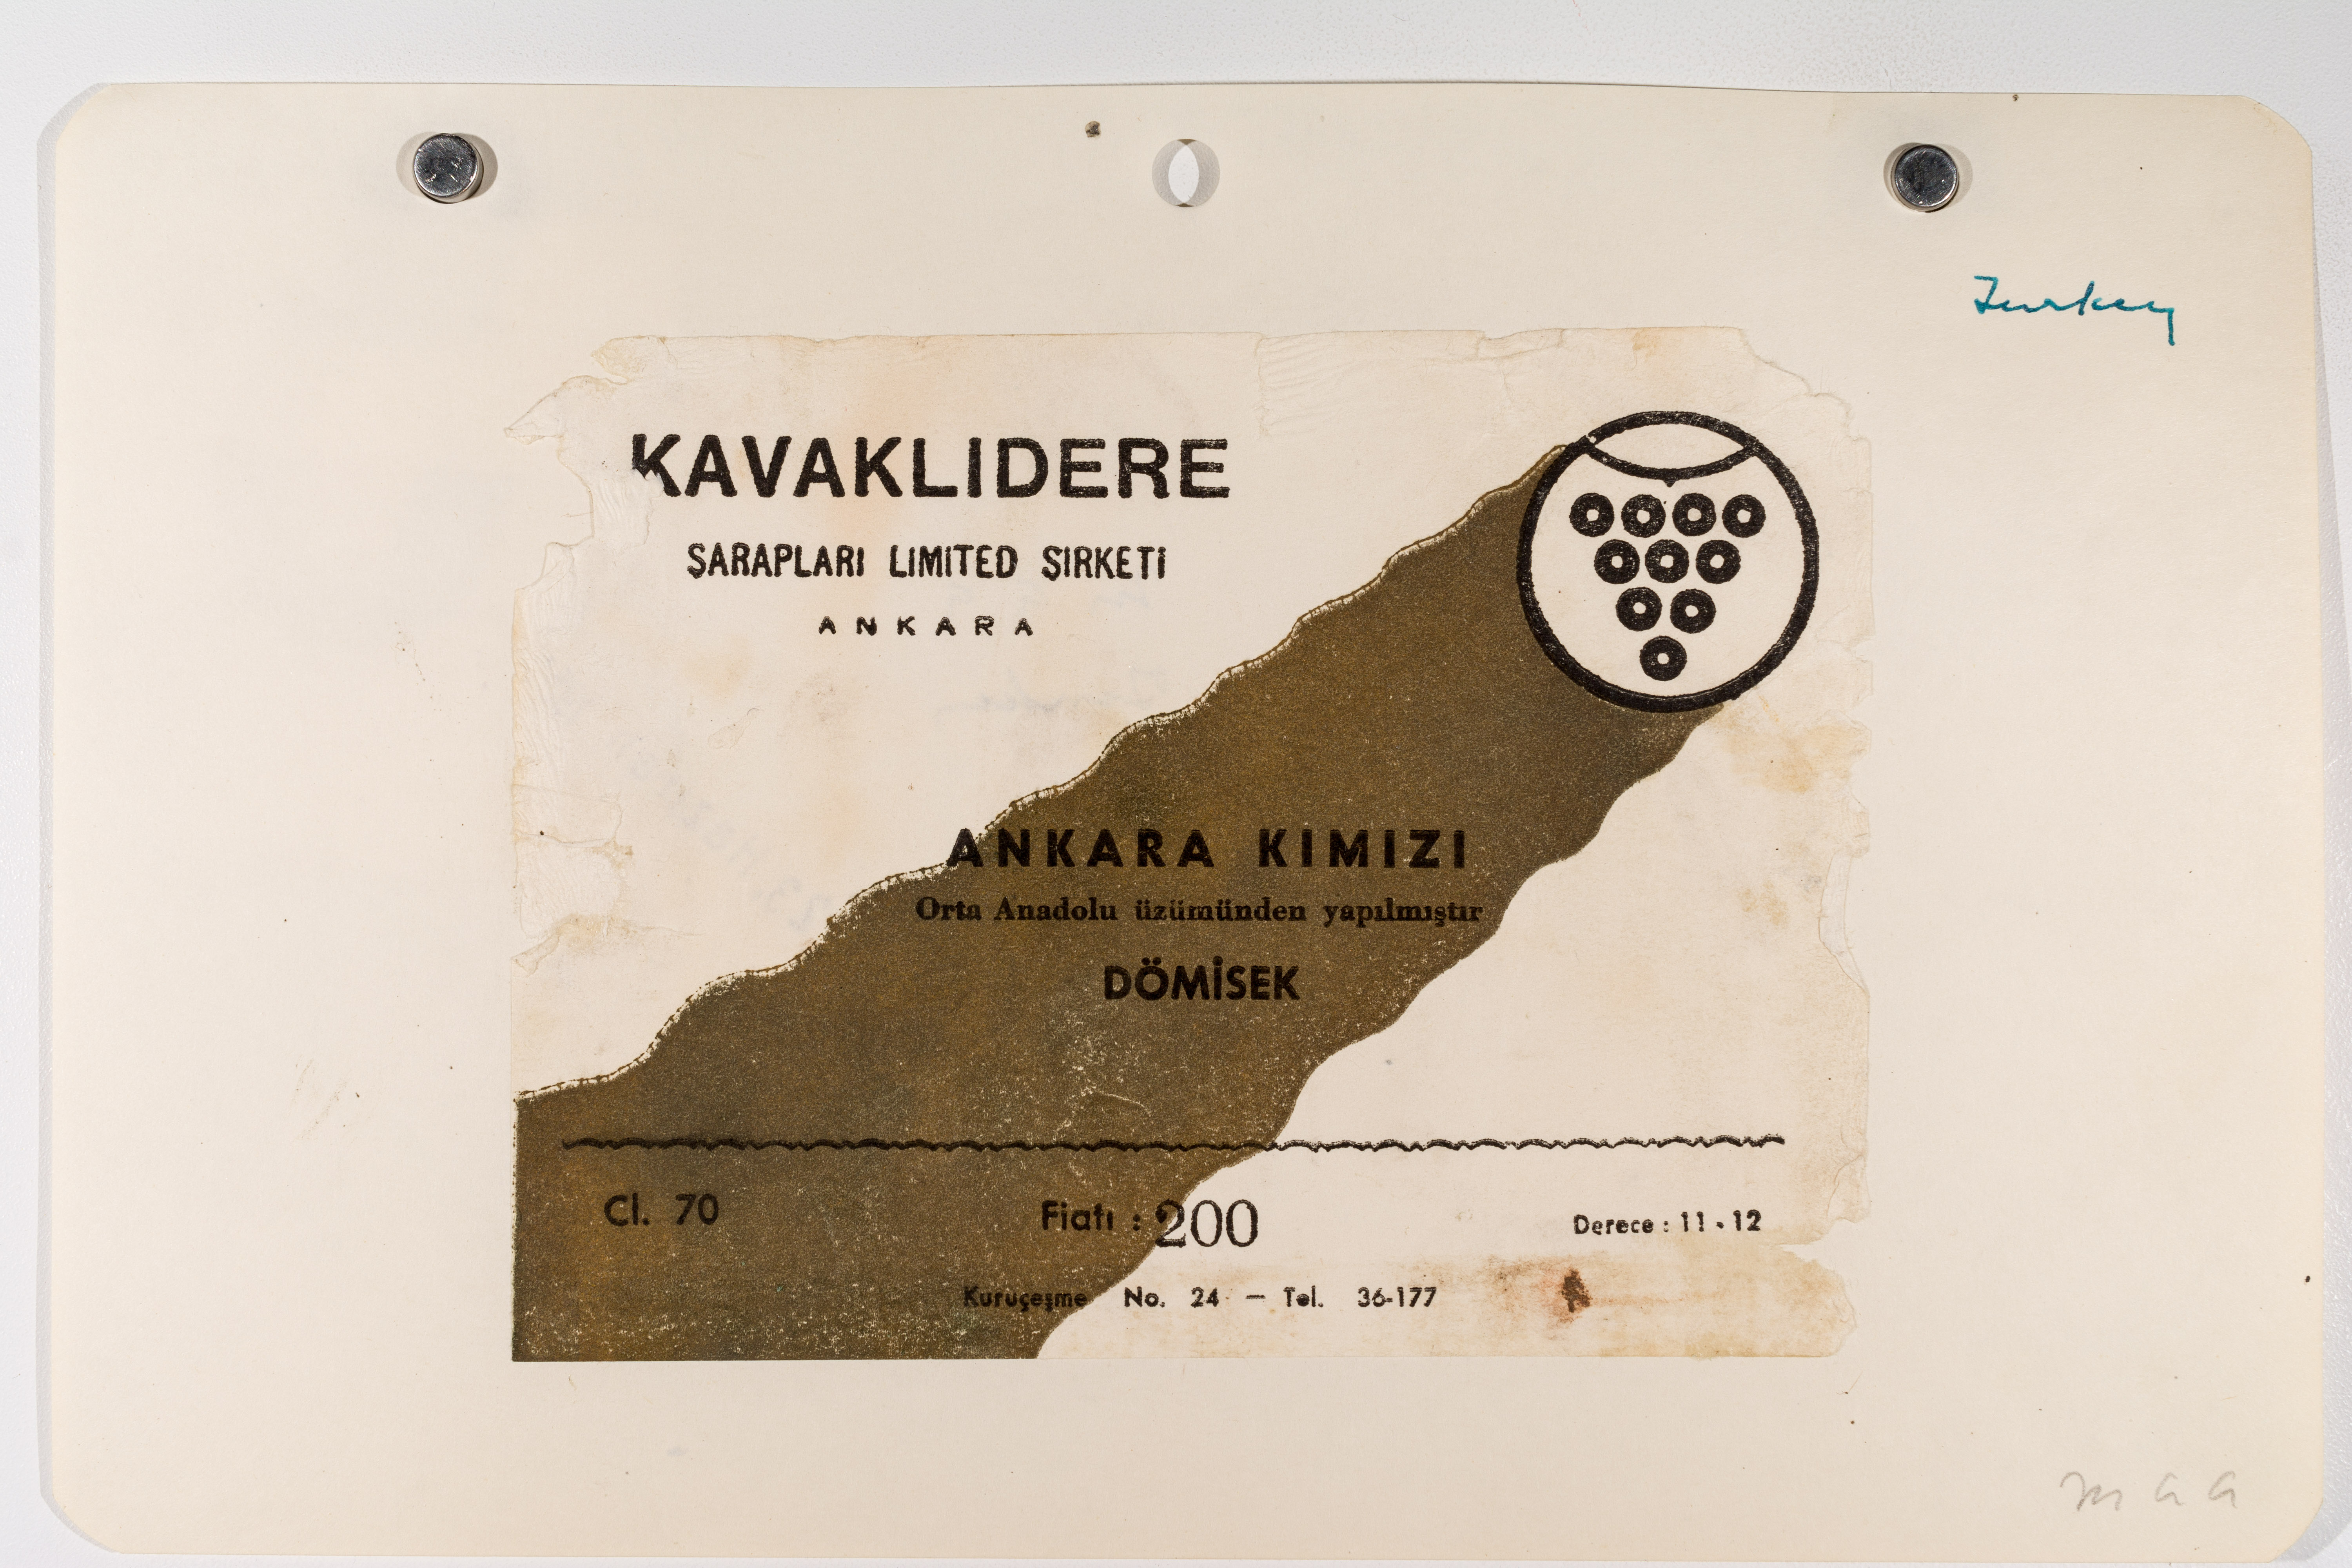 Turkey
KAVAKLIDERE
ŞARAPLARI LIMITED ŞIRKETİ
ANKARA
ANKARA KIMIZI
Orta Anadolu üzümünden yapılmıştır
DÖMİSEK
Cl. 70 Fiatı : 200 Derece : 11 - 12
Kuruçeşme No. 24 — Tel. 36-177